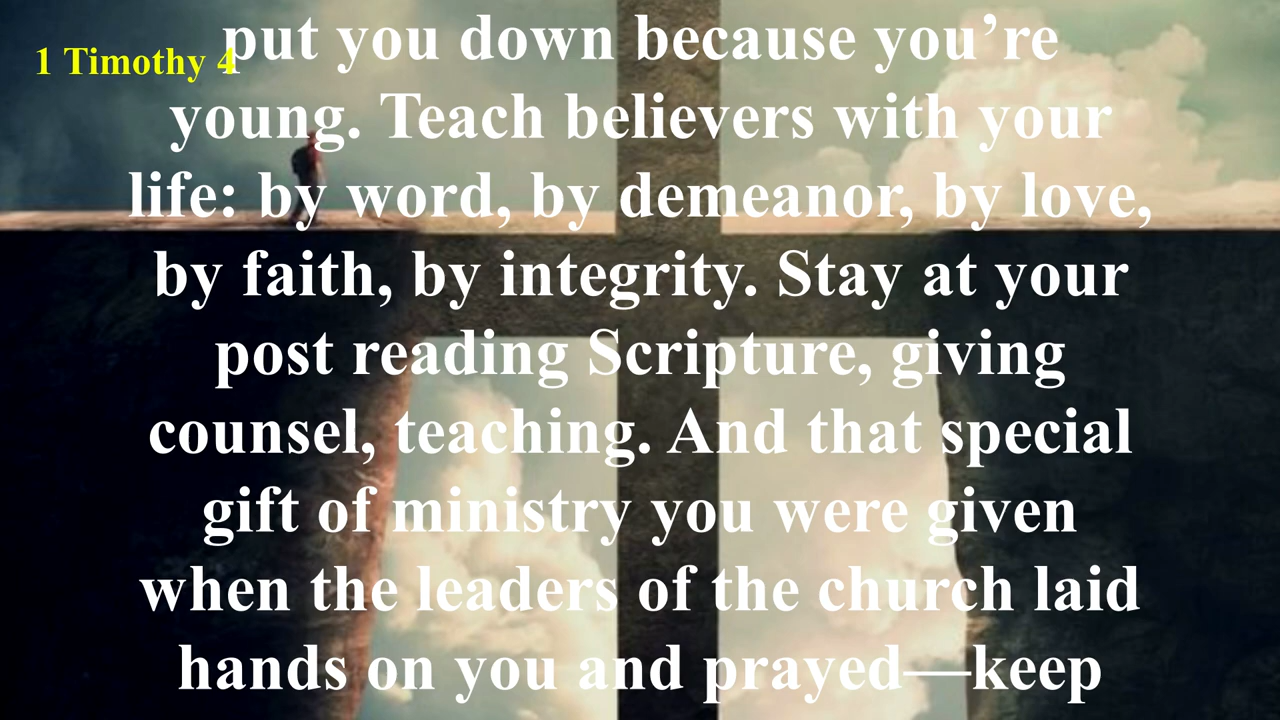 1 Timothy 4
put you down because you’re
young. Teach believers with your
life: by word, by demeanor, by love,
by faith, by integrity. Stay at your
post reading Scripture, giving
counsel, teaching. And that special
gift of ministry you were given
when the leaders of the church laid
hands on you and prayed—keep